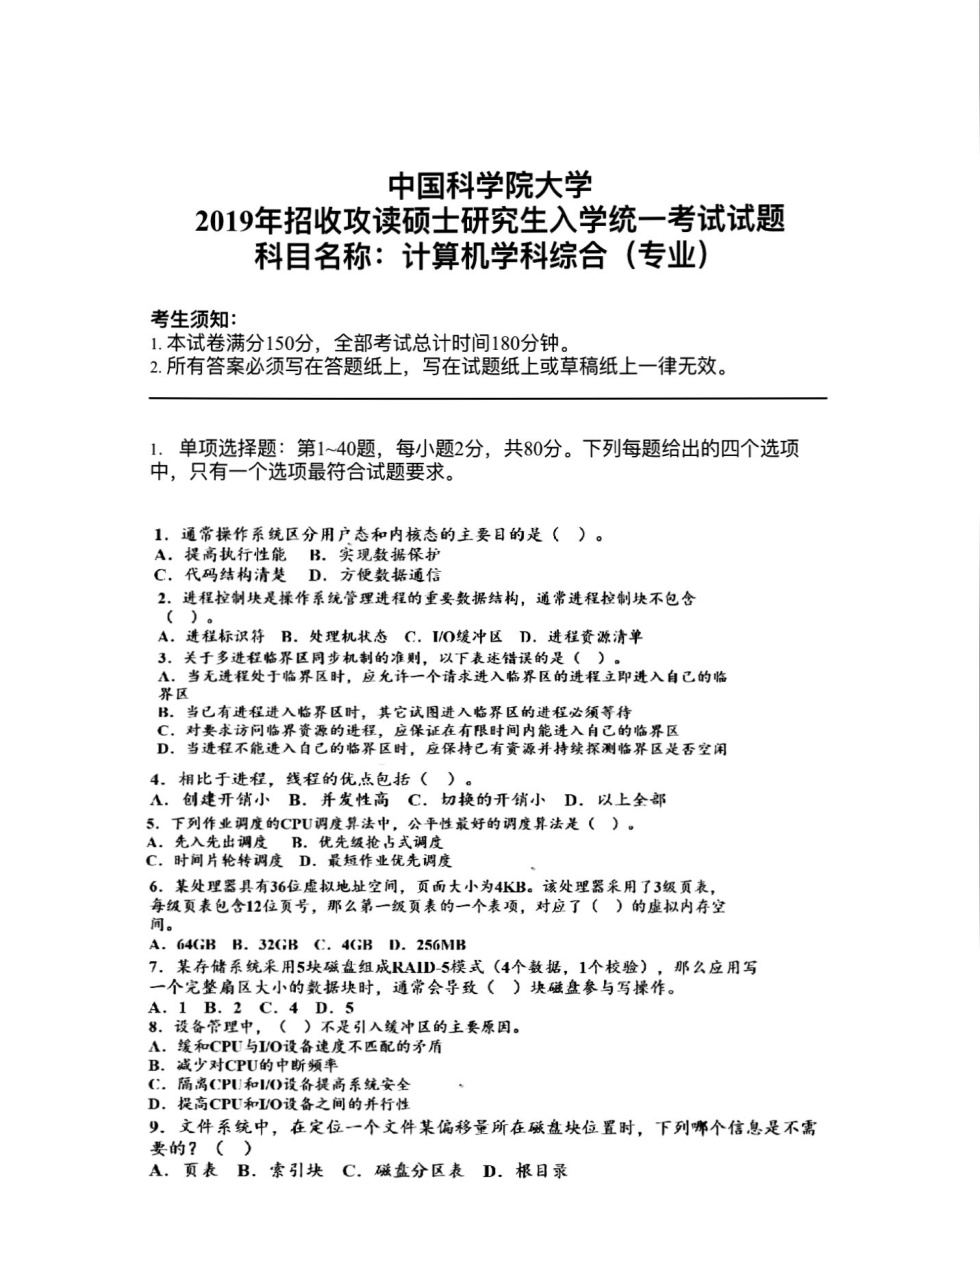 中国科学院大学
2019年招收攻读硕士研究生入学统一考试试题
科目名称：计算机学科综合（专业）
考生须知：
1. 本试卷满分150分，全部考试总计时间180分钟。
2. 所有答案必须写在答题纸上，写在试题纸上或草稿纸上一律无效。
1. 单项选择题：第1~40题，每小题2分，共80分。下列每题给出的四个选项
中，只有一个选项最符合试题要求。
1．通常操作系统区分用户态和内核态的主要目的是（ ）。
A．提高执行性能 B．实现数据保护
C．代码结构清楚 D．方便数据通信
2．进程控制块是操作系统管理进程的重要数据结构，通常进程控制块不包含
（ ）。
A．进程标识符 B．处理机状态 C．I/O缓冲区 D．进程资源清单
3．关于多进程临界区同步机制的准则，以下表述错误的是（ ）。
A．当无进程处于临界区时，应允许一个请求进入临界区的进程立即进入自己的临
界区
B．当已有进程进入临界区时，其它试图进入临界区的进程必须等待
C．对要求访问临界资源的进程，应保证在有限时间内能进入自己的临界区
D．当进程不能进入自己的临界区时，应保持已有资源并持续探测临界区是否空闲
4．相比于进程，线程的优点包括（ ）。
A．创建开销小 B．并发性高 C．切换的开销小 D．以上全部
5．下列作业调度的CPU调度算法中，公平性最好的调度算法是（ ）。
A．先入先出调度 B．优先级抢占式调度
C．时间片轮转调度 D．最短作业优先调度
6．某处理器具有36位虚拟地址空间，页面大小为4KB。该处理器采用了3级页表，
每级页表包含12位页号，那么第一级页表的一个表项，对应了（ ）的虚拟内存空
间。
A．64GB B．32GB C．4GB D．256MB
7．某存储系统采用5块磁盘组成RAID-5模式（4个数据，1个校验），那么应用写
一个完整扇区大小的数据块时，通常会导致（ ）块磁盘参与写操作。
A．1 B．2 C．4 D．5
8．设备管理中，（ ）不是引入缓冲区的主要原因。
A．缓和CPU与I/O设备速度不匹配的矛盾
B．减少对CPU的中断频率
C．隔离CPU和I/O设备提高系统安全
D．提高CPU和I/O设备之间的并行性
9．文件系统中，在定位一个文件某偏移量所在磁盘块位置时，下列哪个信息是不需
要的？（ ）
A．页表 B．索引块 C．磁盘分区表 D．根目录